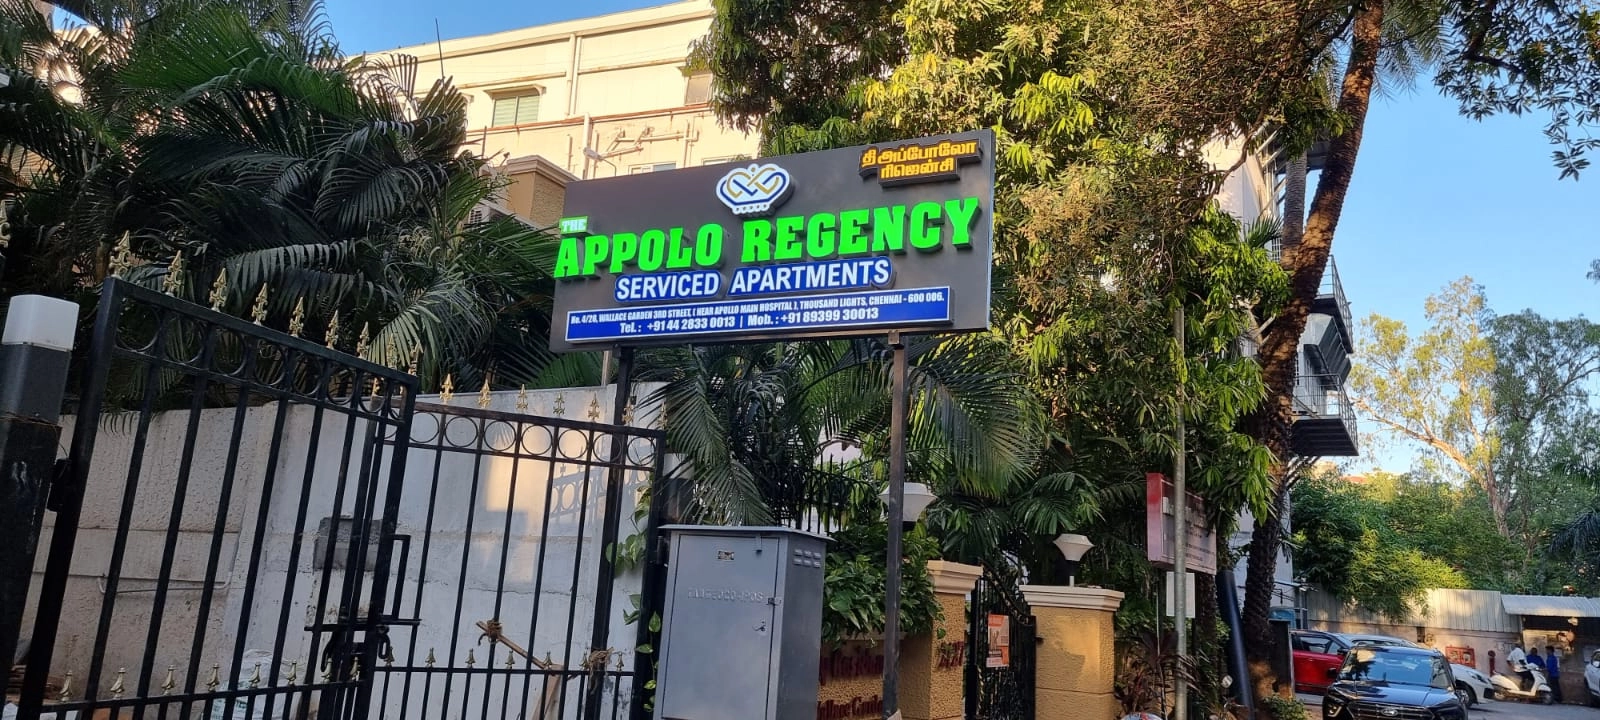 தி அப்போலோ
ரிஜென்சி
THE
APPOLO REGENCY
SERVICED APARTMENTS
No. 4/26, WALLACE GARDEN 3RD STREET, ( NEAR APOLLO MAIN HOSPITAL ), THOUSAND LIGHTS, CHENNAI - 600 006.
Tel. : +91 44 2833 0013 | Mob. : +91 89399 30013